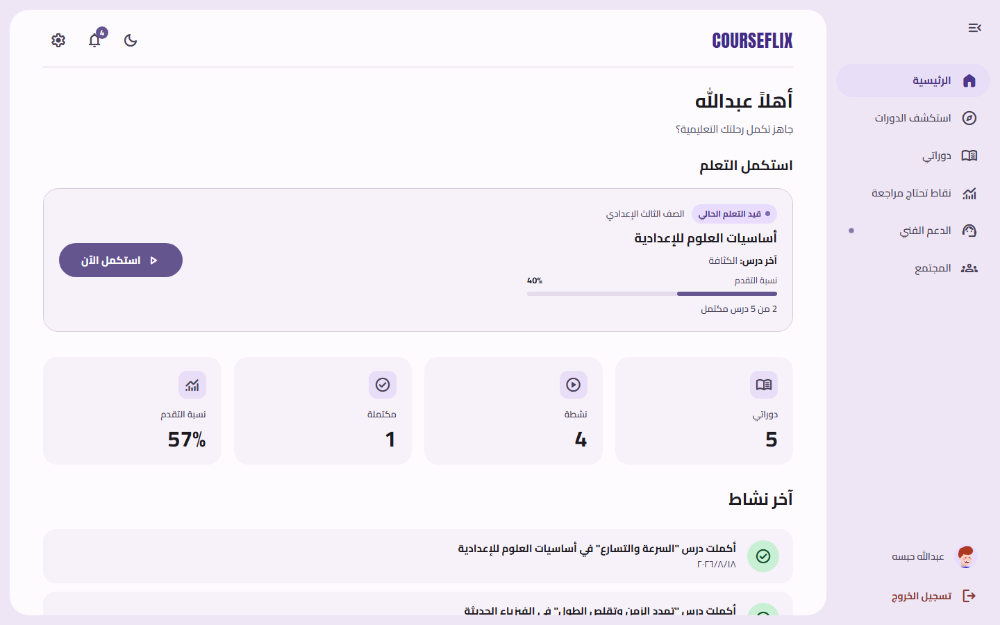 COURSEFLIX
4
الرئيسية
استكشف الدورات
دوراتي
نقاط تحتاج مراجعة
الدعم الفني
المجتمع
عبدالله حبسه
تسجيل الخروج
أهلاً عبدالله
جاهز تكمل رحلتك التعليمية؟
استكمل التعلم
قيد التعلم الحالي
الصف الثالث الإعدادي
أساسيات العلوم للإعدادية
آخر درس: الكثافة
نسبة التقدم
40%
2 من 5 درس مكتمل
استكمل الآن
دوراتي
5
نشطة
4
مكتملة
1
نسبة التقدم
57%
آخر نشاط
أكملت درس "السرعة والتسارع" في أساسيات العلوم للإعدادية
٢٠٢٦/٨/١٨
أكملت درس "تمدد الزمن وتقلص الطول" في الفيزياء الحديثة